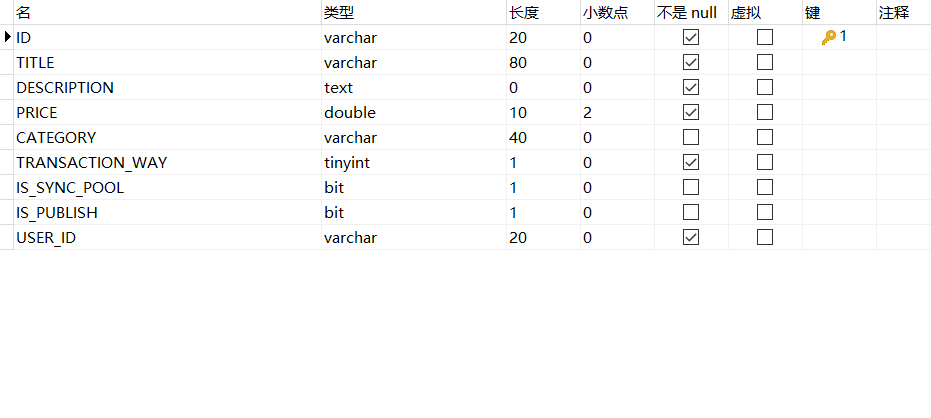 名 类型 长度 小数点 不是 null 虚拟 键 注释
ID varchar 20 0 1
TITLE varchar 80 0
DESCRIPTION text 0 0
PRICE double 10 2
CATEGORY varchar 40 0
TRANSACTION_WAY tinyint 1 0
IS_SYNC_POOL bit 1 0
IS_PUBLISH bit 1 0
USER_ID varchar 20 0